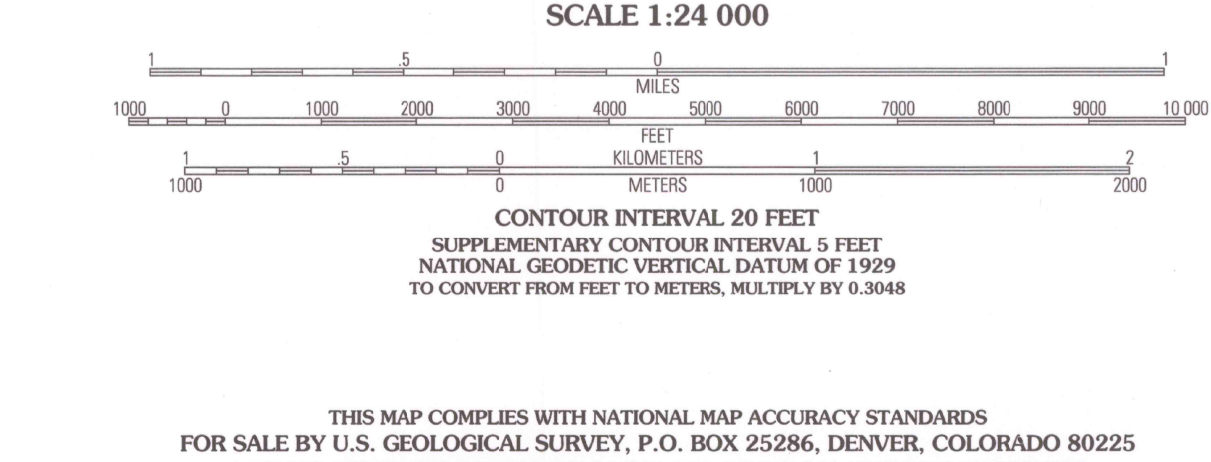 SCALE 1:24 000
1 .5 0 1
MILES
1000 0 1000 2000 3000 4000 5000 6000 7000 8000 9000 10 000
FEET
1 .5 0 KILOMETERS 1 2
1000 0 METERS 1000 2000
CONTOUR INTERVAL 20 FEET
SUPPLEMENTARY CONTOUR INTERVAL 5 FEET
NATIONAL GEODETIC VERTICAL DATUM OF 1929
TO CONVERT FROM FEET TO METERS, MULTIPLY BY 0.3048
THIS MAP COMPLIES WITH NATIONAL MAP ACCURACY STANDARDS
FOR SALE BY U.S. GEOLOGICAL SURVEY, P.O. BOX 25286, DENVER, COLORADO 80225